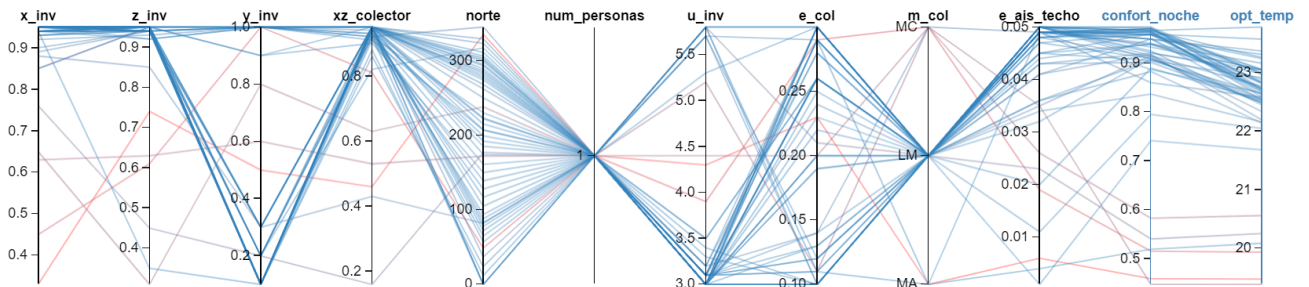 x_inv z_inv y_inv xz_colector norte num_personas u_inv e_col m_col e_ais_techo confort_noche opt_temp
0.9 0.8 0.7 0.6 0.5 0.4
0.9 0.8 0.7 0.6 0.5 0.4
1.0 0.8 0.6 0.4 0.2
0.8 0.6 0.4 0.2
300 200 100 0
1
5.5 5.0 4.5 4.0 3.5 3.0
0.25 0.20 0.15 0.10
MC LM MA
0.05 0.04 0.03 0.02 0.01
0.9 0.8 0.7 0.6 0.5
23 22 21 20